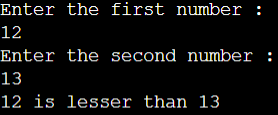 Enter the first number :
12
Enter the second number :
13
12 is lesser than 13